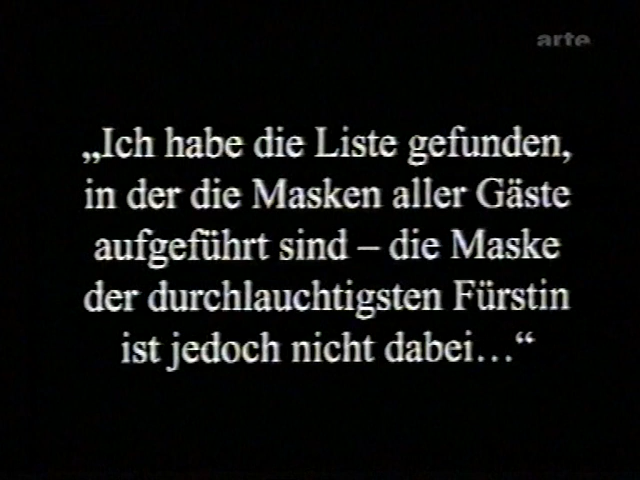 arte
„Ich habe die Liste gefunden,
in der die Masken aller Gäste
aufgeführt sind – die Maske
der durchlauchtigsten Fürstin
ist jedoch nicht dabei...“